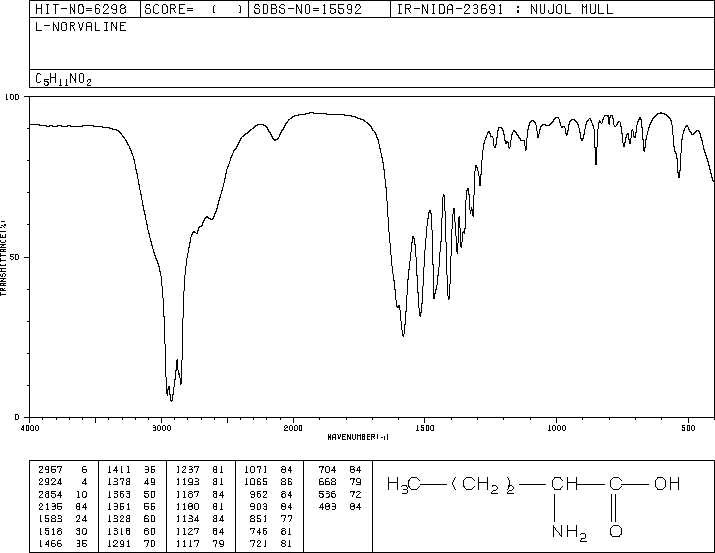 HIT-NO=6298 SCORE= ( ) SDBS-NO=15592 IR-NIDA-23691 : NUJOL MULL
L-NORVALINE
C5H11NO2
100
50
0
TRANSMITTANCE(%)
4000 3000 2000 1500 1000 500
WAVENUMBER(-1)
2957 6 1411 36 1237 81 1071 84 704 84
2924 4 1378 49 1193 81 1065 86 668 79
2854 10 1363 50 1187 84 962 84 536 72
2136 84 1351 55 1180 81 903 84 489 84
1583 24 1328 60 1134 84 851 77
1518 30 1318 60 1127 84 746 81
1466 35 1291 70 1117 79 721 81
H3C (CH2)2 CH C OH
NH2 O